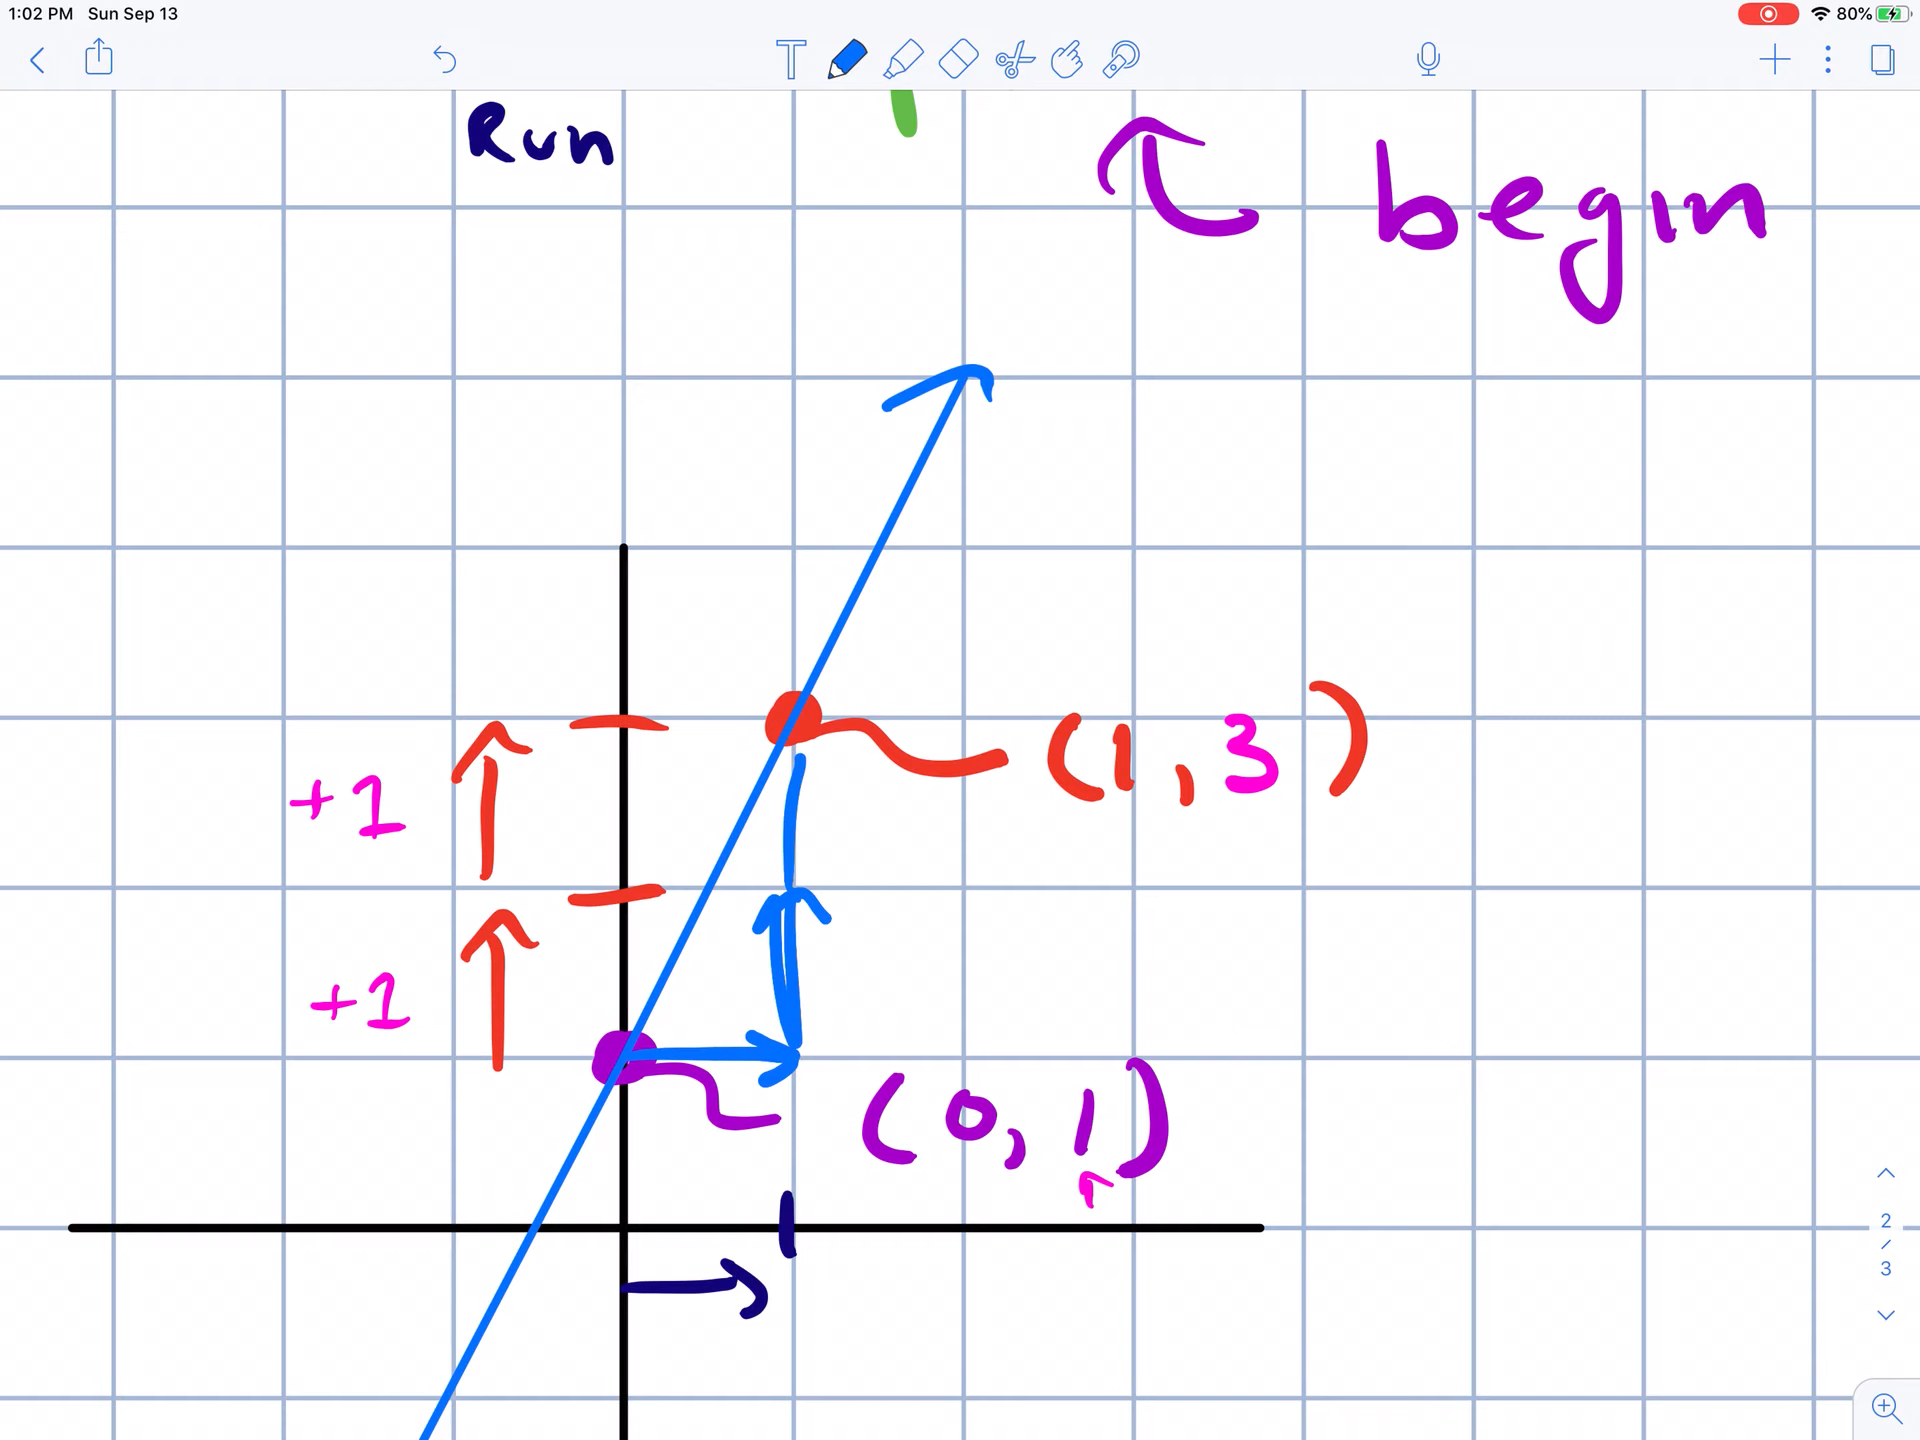 1:02 PM Sun Sep 13
80%
T
Run
begin
+1
(1, 3)
+1
(0, 1)
2
/
3